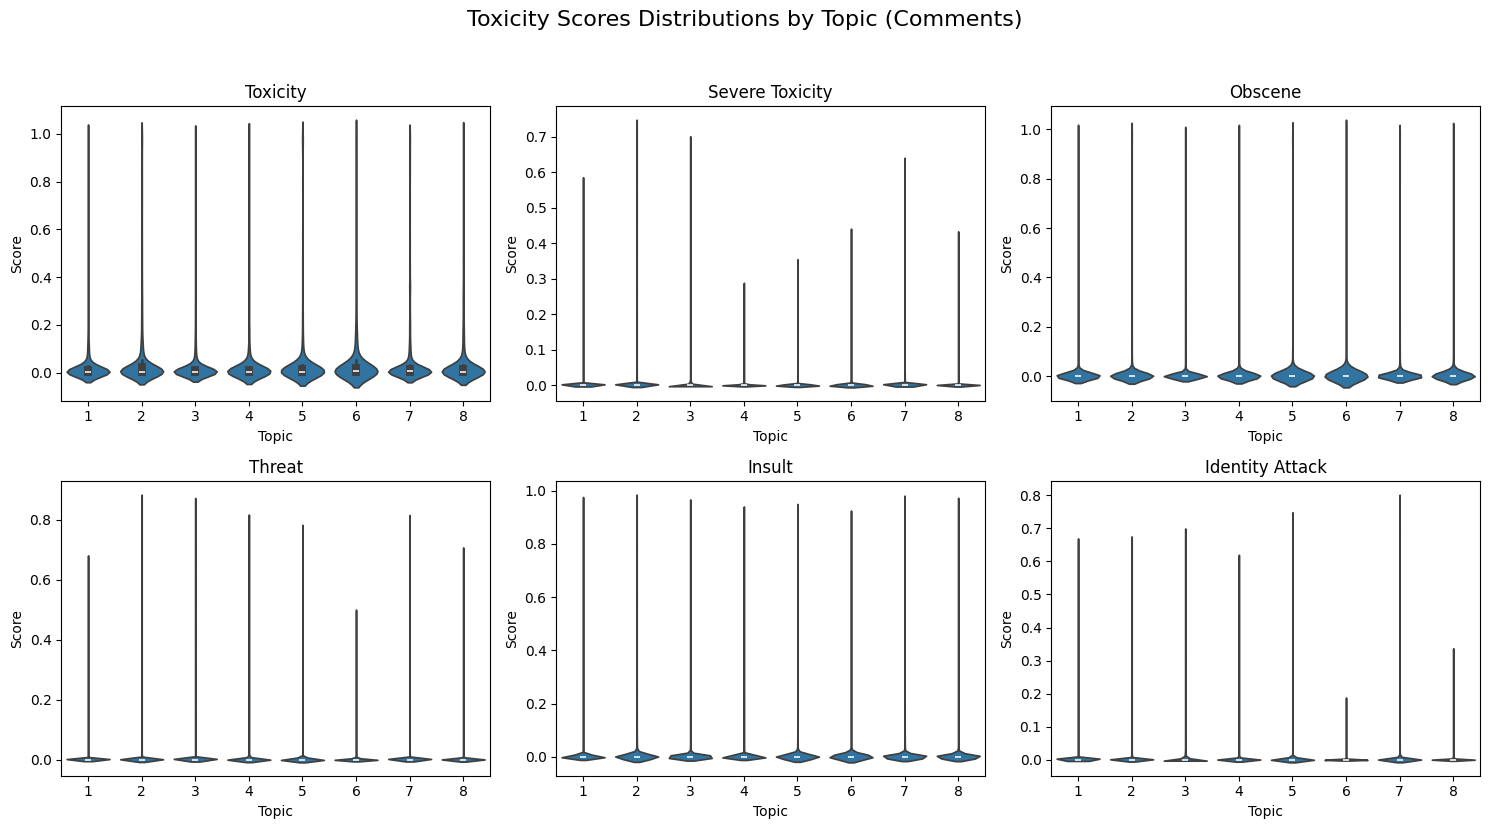 Toxicity Scores Distributions by Topic (Comments)
Toxicity
Score
1.0
0.8
0.6
0.4
0.2
0.0
1 2 3 4 5 6 7 8
Topic
Severe Toxicity
Score
0.7
0.6
0.5
0.4
0.3
0.2
0.1
0.0
1 2 3 4 5 6 7 8
Topic
Obscene
Score
1.0
0.8
0.6
0.4
0.2
0.0
1 2 3 4 5 6 7 8
Topic
Threat
Score
0.8
0.6
0.4
0.2
0.0
1 2 3 4 5 6 7 8
Topic
Insult
Score
1.0
0.8
0.6
0.4
0.2
0.0
1 2 3 4 5 6 7 8
Topic
Identity Attack
Score
0.8
0.7
0.6
0.5
0.4
0.3
0.2
0.1
0.0
1 2 3 4 5 6 7 8
Topic